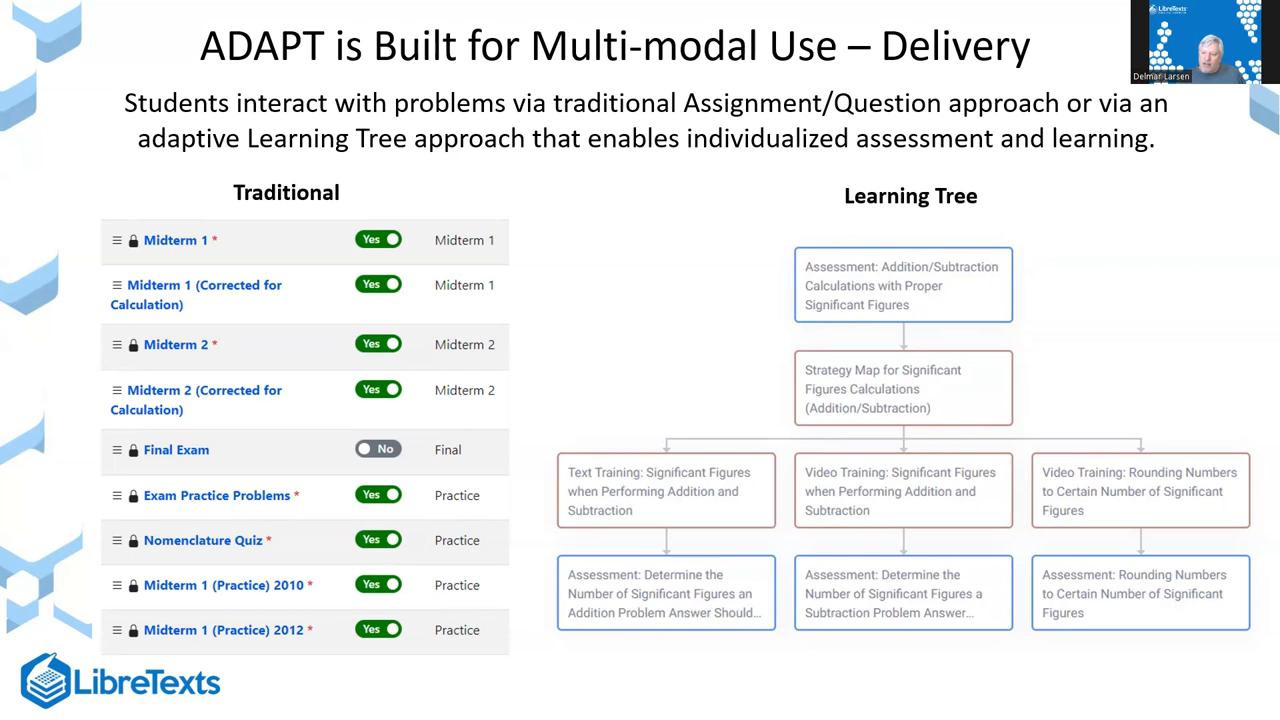 ADAPT is Built for Multi-modal Use – Delivery
LibreTexts
Delmar Larsen
Students interact with problems via traditional Assignment/Question approach or via an
adaptive Learning Tree approach that enables individualized assessment and learning.
Traditional
Midterm 1 * Yes Midterm 1
Midterm 1 (Corrected for Yes Midterm 1
Calculation)
Midterm 2 * Yes Midterm 2
Midterm 2 (Corrected for Yes Midterm 2
Calculation)
Final Exam No Final
Exam Practice Problems * Yes Practice
Nomenclature Quiz * Yes Practice
Midterm 1 (Practice) 2010 * Yes Practice
Midterm 1 (Practice) 2012 * Yes Practice
Learning Tree
Assessment: Addition/Subtraction
Calculations with Proper
Significant Figures
Strategy Map for Significant
Figures Calculations
(Addition/Subtraction)
Text Training: Significant Figures
when Performing Addition and
Subtraction
Video Training: Significant Figures
when Performing Addition and
Subtraction
Video Training: Rounding Numbers
to Certain Number of Significant
Figures
Assessment: Determine the
Number of Significant Figures an
Addition Problem Answer Should...
Assessment: Determine the
Number of Significant Figures a
Subtraction Problem Answer...
Assessment: Rounding Numbers
to Certain Number of Significant
Figures
LibreTexts